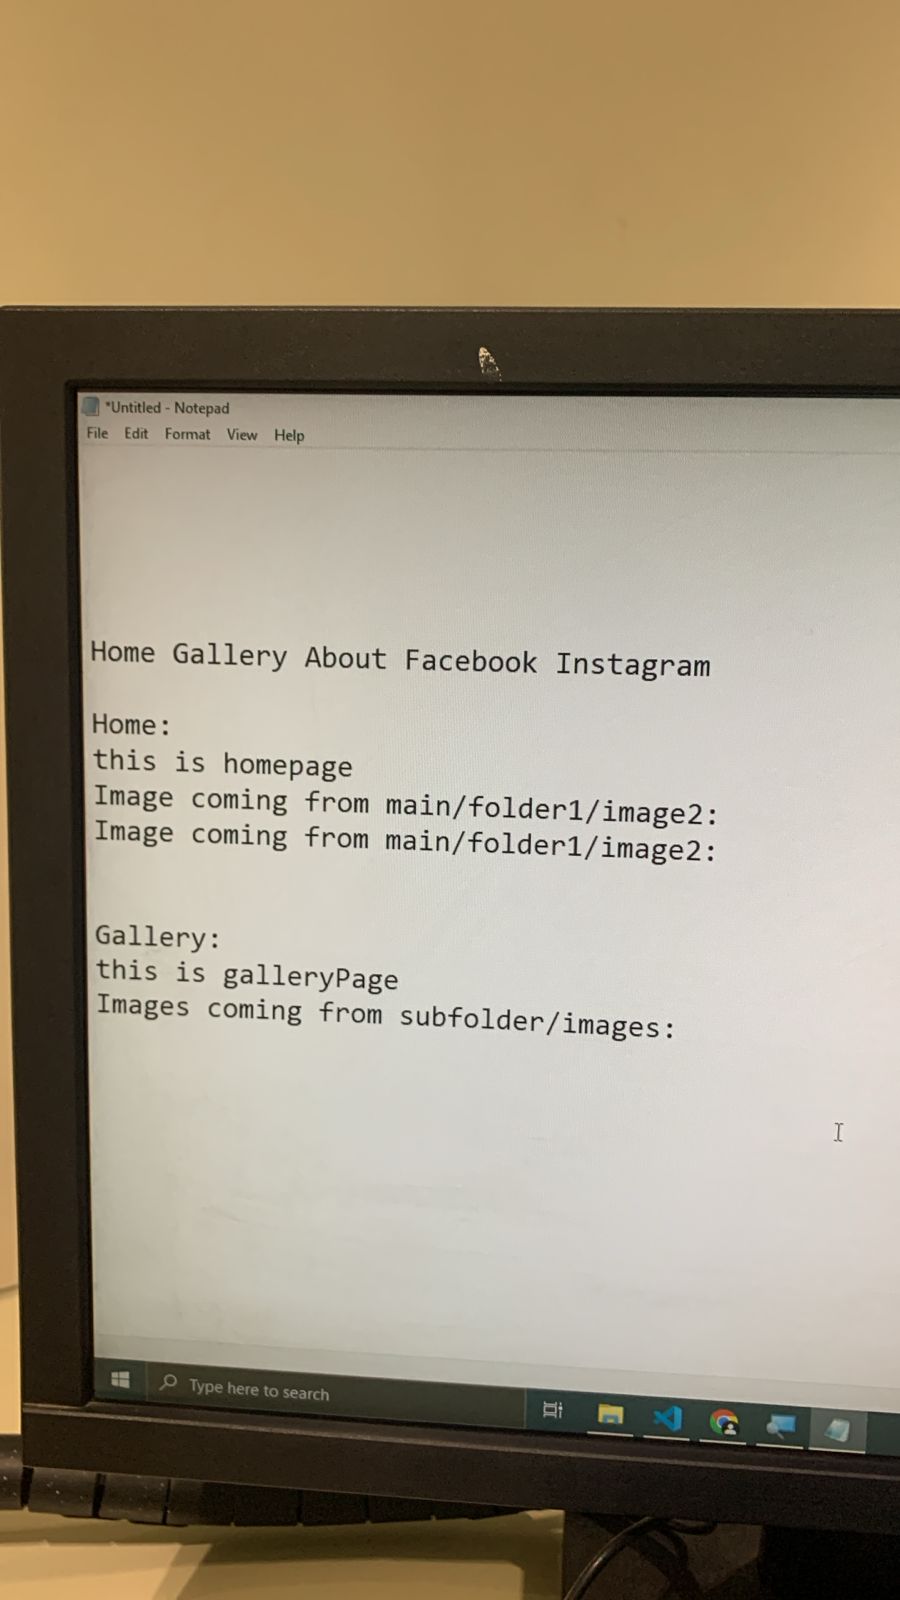 *Untitled - Notepad
File Edit Format View Help
Home Gallery About Facebook Instagram
Home:
this is homepage
Image coming from main/folder1/image2:
Image coming from main/folder1/image2:
Gallery:
this is galleryPage
Images coming from subfolder/images:
Type here to search